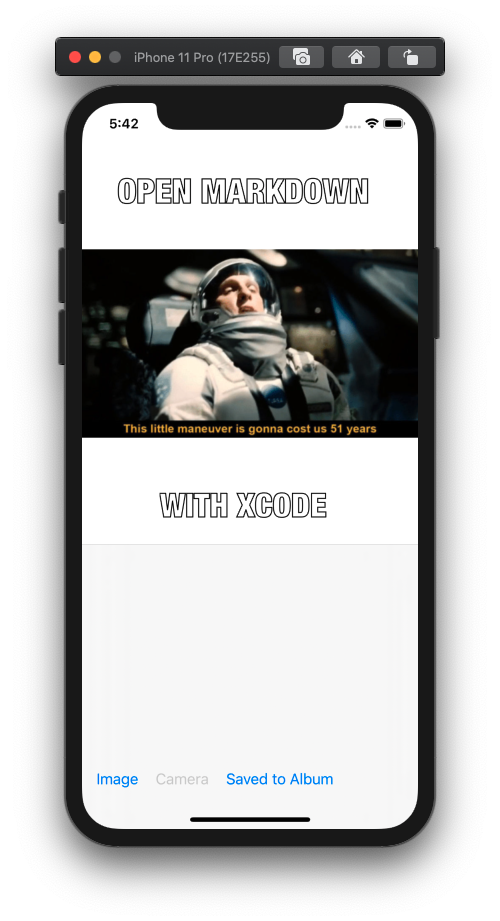 iPhone 11 Pro (17E255)
5:42
OPEN MARKDOWN
This little maneuver is gonna cost us 51 years
WITH XCODE
Image Camera Saved to Album